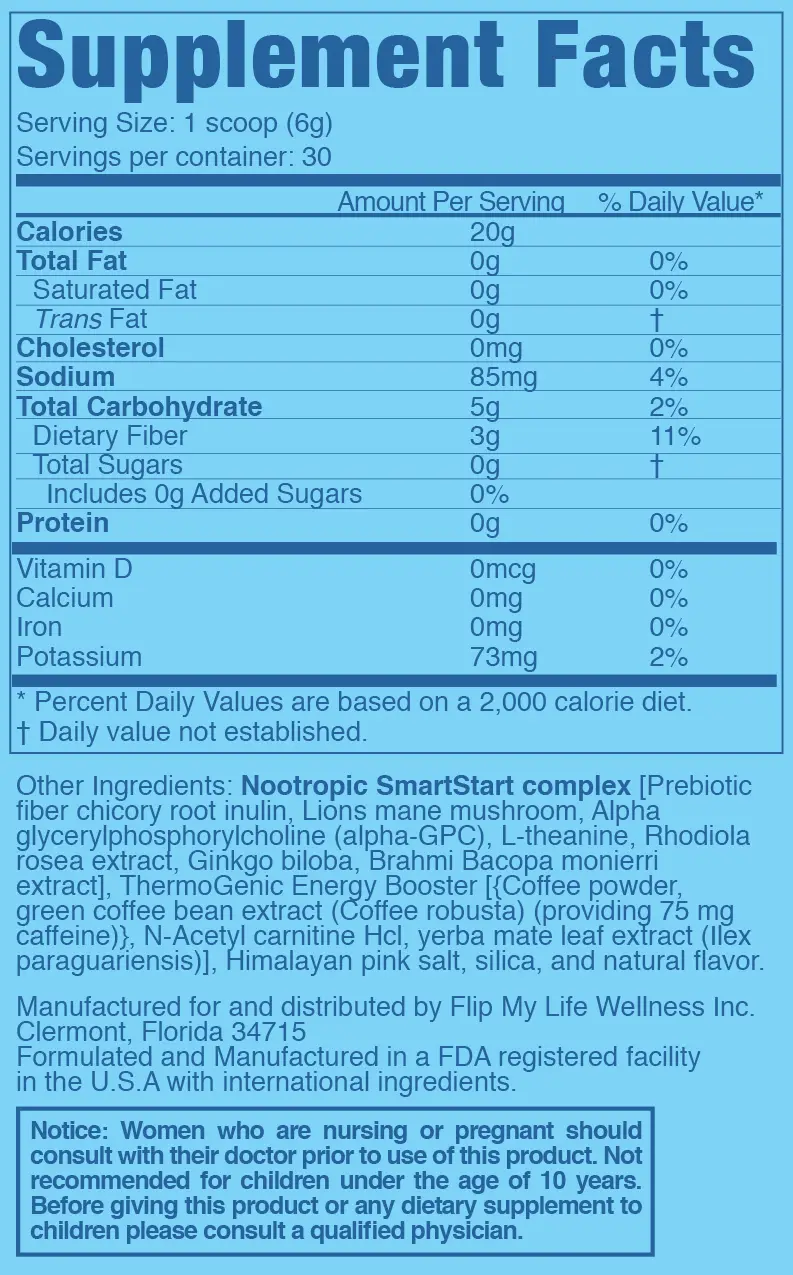 Supplement Facts
Serving Size: 1 scoop (6g)
Servings per container: 30
Amount Per Serving % Daily Value*
Calories 20g
Total Fat 0g 0%
Saturated Fat 0g 0%
Trans Fat 0g †
Cholesterol 0mg 0%
Sodium 85mg 4%
Total Carbohydrate 5g 2%
Dietary Fiber 3g 11%
Total Sugars 0g †
Includes 0g Added Sugars 0%
Protein 0g 0%
Vitamin D 0mcg 0%
Calcium 0mg 0%
Iron 0mg 0%
Potassium 73mg 2%
* Percent Daily Values are based on a 2,000 calorie diet.
† Daily value not established.
Other Ingredients: Nootropic SmartStart complex [Prebiotic
fiber chicory root inulin, Lions mane mushroom, Alpha
glycerylphosphorylcholine (alpha-GPC), L-theanine, Rhodiola
rosea extract, Ginkgo biloba, Brahmi Bacopa monierri
extract], ThermoGenic Energy Booster [{Coffee powder,
green coffee bean extract (Coffee robusta) (providing 75 mg
caffeine)}, N-Acetyl carnitine Hcl, yerba mate leaf extract (Ilex
paraguariensis)], Himalayan pink salt, silica, and natural flavor.
Manufactured for and distributed by Flip My Life Wellness Inc.
Clermont, Florida 34715
Formulated and Manufactured in a FDA registered facility
in the U.S.A with international ingredients.
Notice: Women who are nursing or pregnant should
consult with their doctor prior to use of this product. Not
recommended for children under the age of 10 years.
Before giving this product or any dietary supplement to
children please consult a qualified physician.